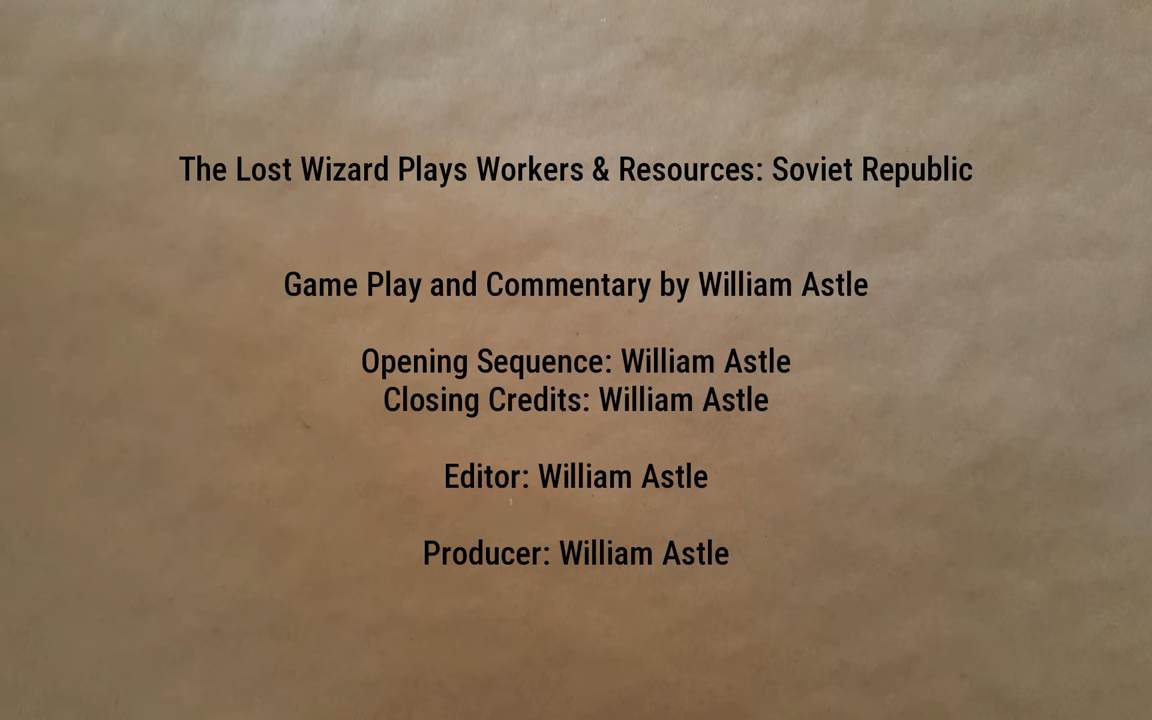 The Lost Wizard Plays Workers & Resources: Soviet Republic
Game Play and Commentary by William Astle
Opening Sequence: William Astle
Closing Credits: William Astle
Editor: William Astle
Producer: William Astle